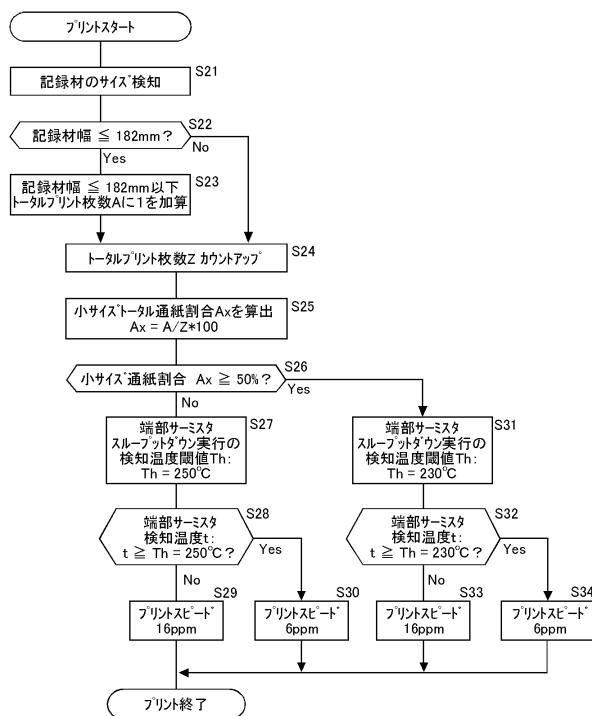 プリントスタート
S21
記録材のサイズ検知
S22
記録材幅 ≦ 182mm?
No
Yes
S23
記録材幅 ≦ 182mm以下
トータルプリント枚数Aに1を加算
S24
トータルプリント枚数Z カウントアップ
S25
小サイズトータル通紙割合Axを算出
Ax = A/Z*100
S26
小サイズ通紙割合 Ax ≧ 50%?
Yes
No
S27
端部サーミスタ
スループットダウン実行の
検知温度閾値Th:
Th = 250℃
S31
端部サーミスタ
スループットダウン実行の
検知温度閾値Th:
Th = 230℃
S28
端部サーミスタ
検知温度t:
t ≧ Th = 250℃?
Yes
No
S32
端部サーミスタ
検知温度t:
t ≧ Th = 230℃?
Yes
No
S29
プリントスピード
16ppm
S30
プリントスピード
6ppm
S33
プリントスピード
16ppm
S34
プリントスピード
6ppm
プリント終了